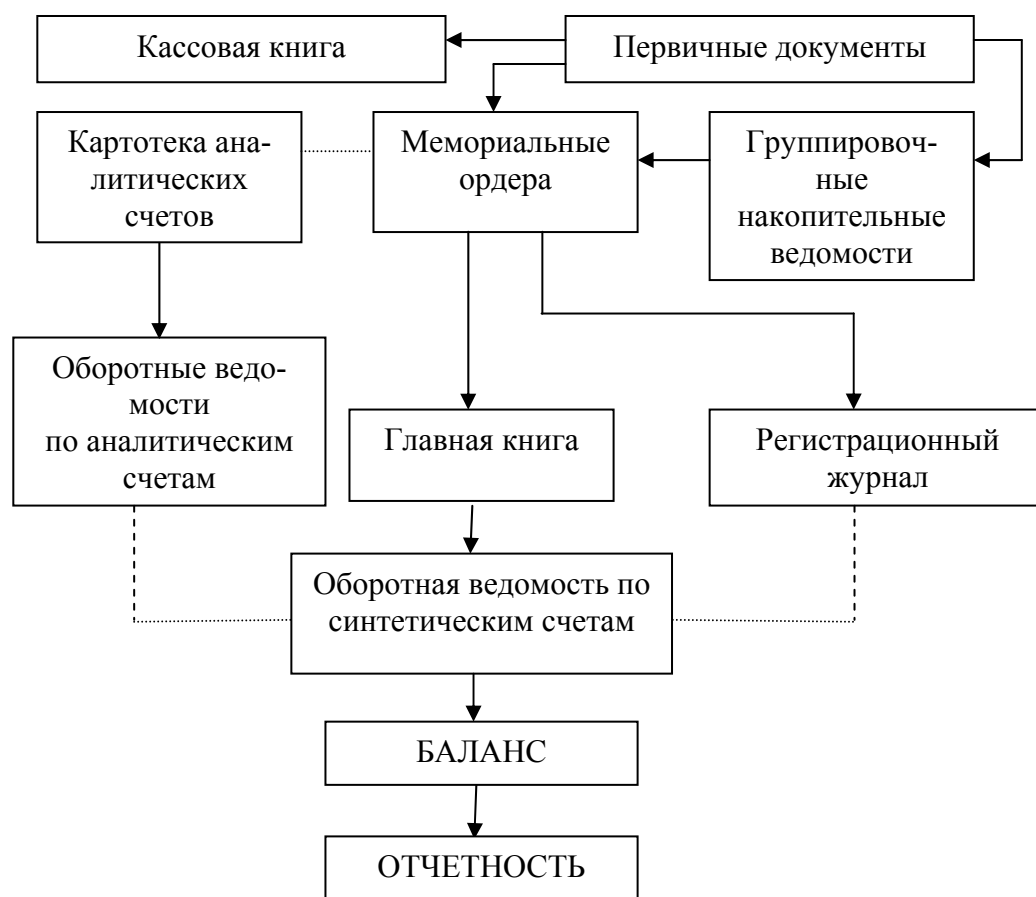 Кассовая книга
Первичные документы
Картотека ана-
литических
счетов
Мемориальные
ордера
Группировоч-
ные
накопительные
ведомости
Оборотные ведо-
мости
по аналитическим
счетам
Главная книга
Регистрационный
журнал
Оборотная ведомость по
синтетическим счетам
БАЛАНС
ОТЧЕТНОСТЬ